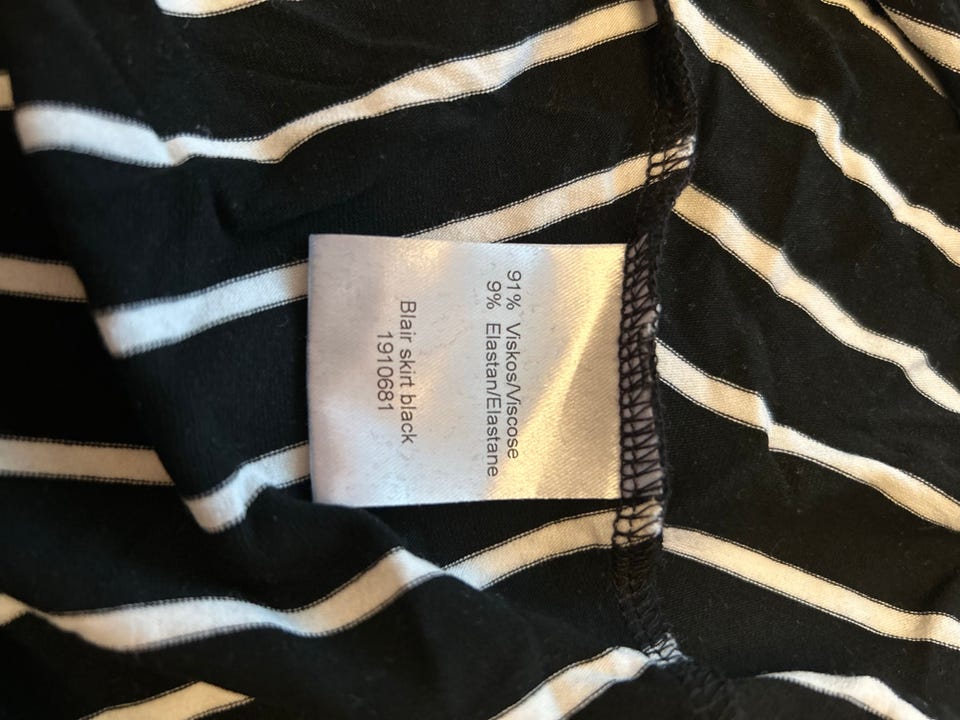 91% Viskos/Viscose
9% Elastan/Elastane
Blair skirt black
1910681